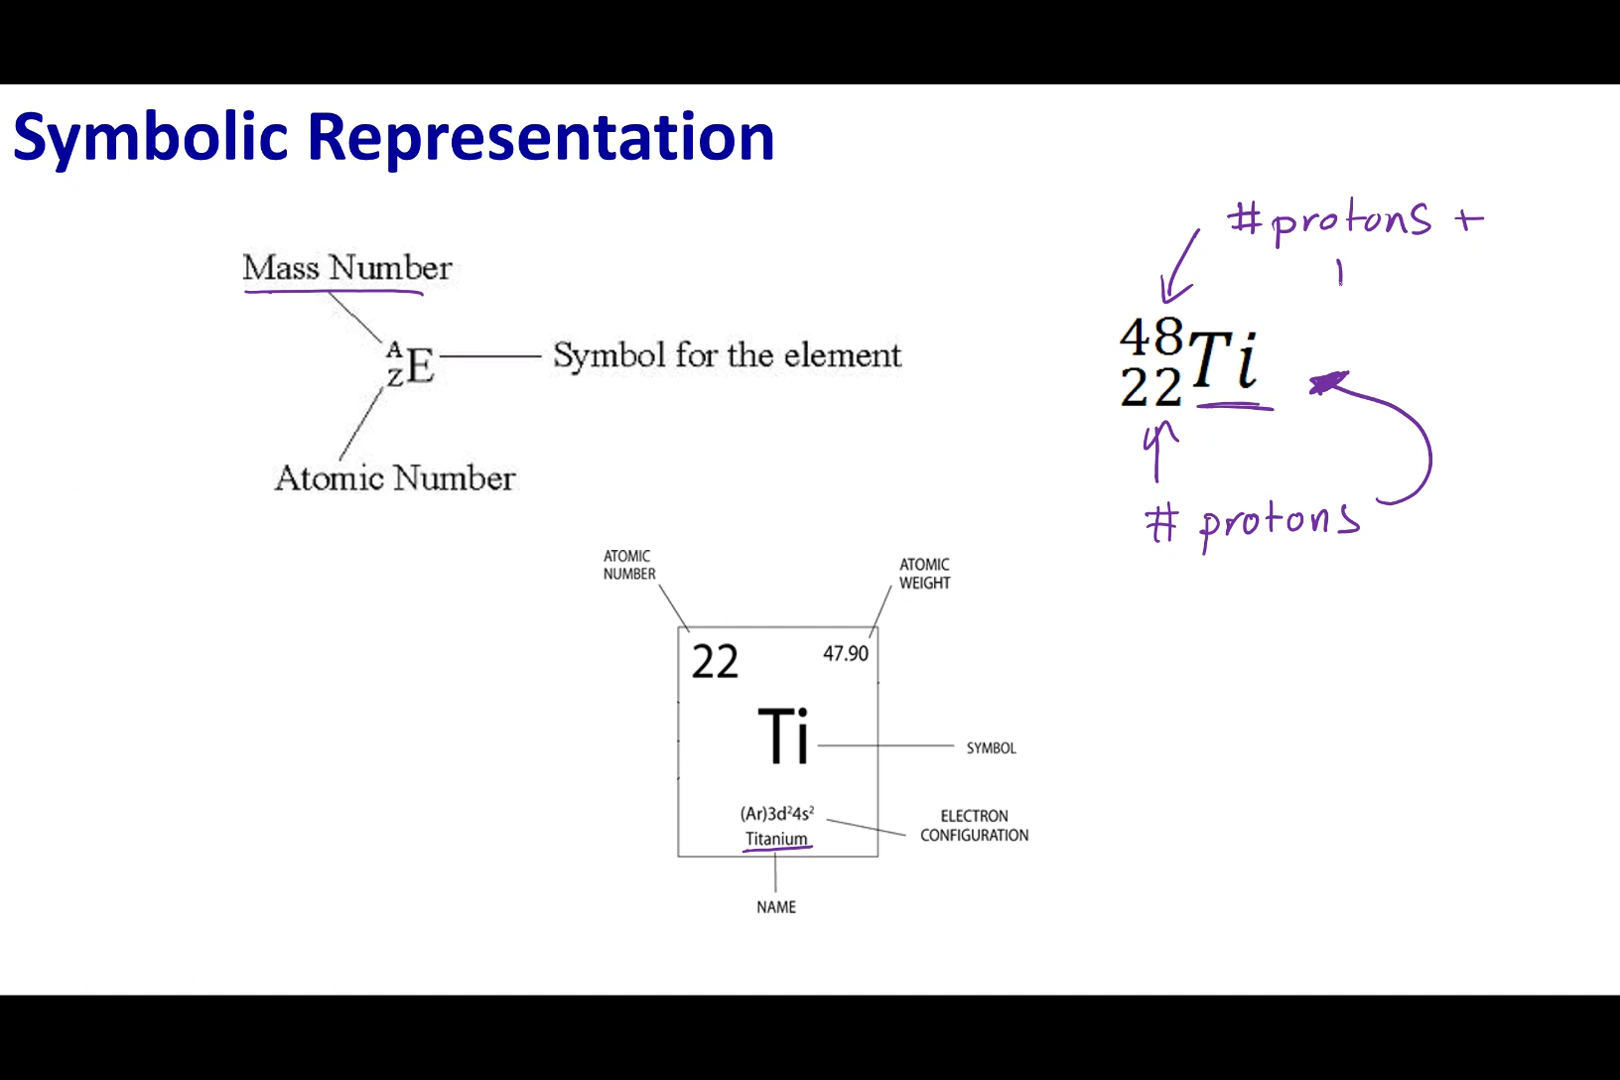 Symbolic Representation
#protons +
Mass Number
A
Z E
Symbol for the element
Atomic Number
48
22 Ti
# protons
ATOMIC
NUMBER
ATOMIC
WEIGHT
22
47.90
Ti
SYMBOL
(Ar)3d²4s²
ELECTRON
CONFIGURATION
Titanium
NAME